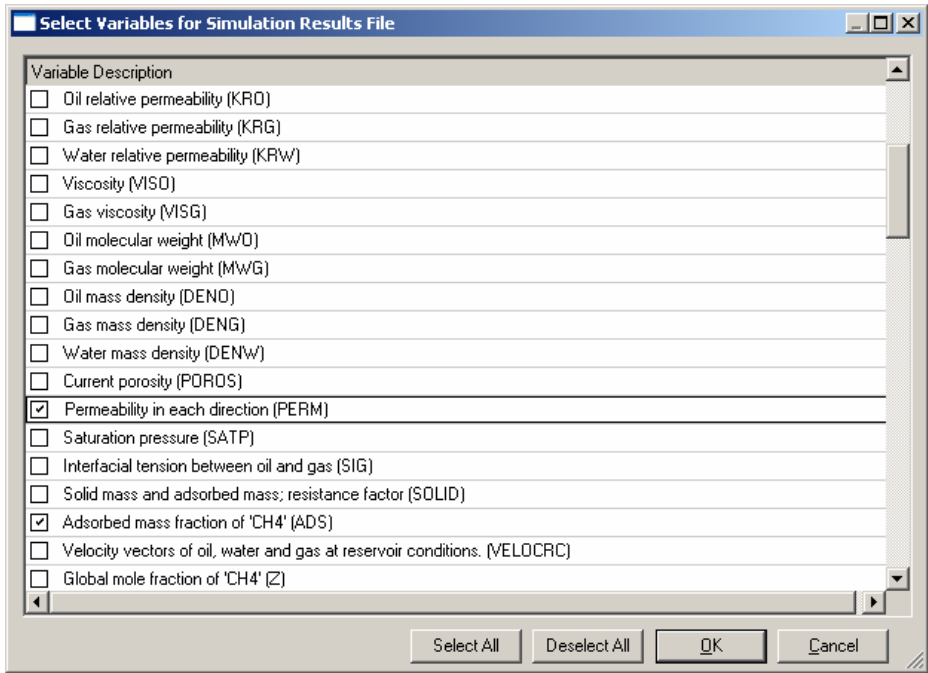 Select Variables for Simulation Results File
Variable Description
Oil relative permeability (KRO)
Gas relative permeability (KRG)
Water relative permeability (KRW)
Viscosity (VISO)
Gas viscosity (VISG)
Oil molecular weight (MWO)
Gas molecular weight (MWG)
Oil mass density (DENO)
Gas mass density (DENG)
Water mass density (DENW)
Current porosity (POROS)
Permeability in each direction (PERM)
Saturation pressure (SATP)
Interfacial tension between oil and gas (SIG)
Solid mass and adsorbed mass; resistance factor (SOLID)
Adsorbed mass fraction of 'CH4' (ADS)
Velocity vectors of oil, water and gas at reservoir conditions. (VELOCRC)
Global mole fraction of 'CH4' (Z)
Select All Deselect All OK Cancel